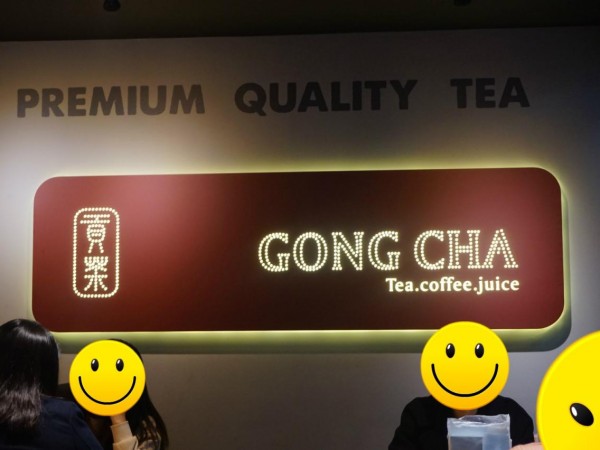 PREMIUM QUALITY TEA
貢茶
GONG CHA
Tea.coffee.juice